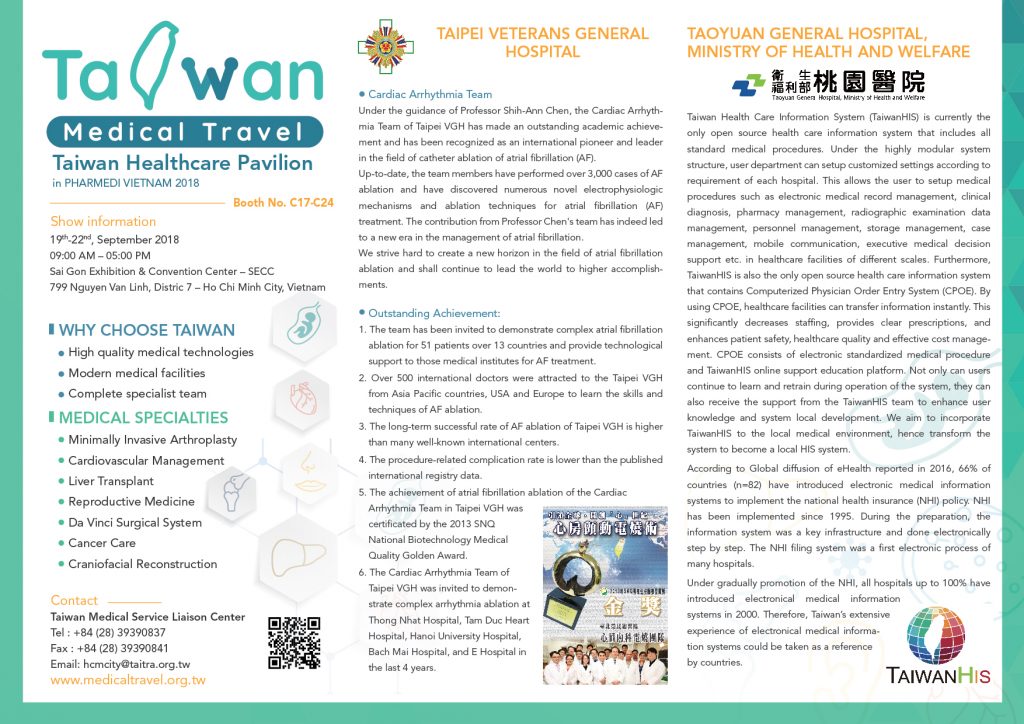 Taiwan
Medical Travel
Taiwan Healthcare Pavilion
in PHARMEDI VIETNAM 2018
Booth No. C17-C24
Show information
19th-22nd, September 2018
09:00 AM – 05:00 PM
Sai Gon Exhibition & Convention Center – SECC
799 Nguyen Van Linh, Distric 7 – Ho Chi Minh City, Vietnam
WHY CHOOSE TAIWAN
• High quality medical technologies
• Modern medical facilities
• Complete specialist team
MEDICAL SPECIALTIES
• Minimally Invasive Arthroplasty
• Cardiovascular Management
• Liver Transplant
• Reproductive Medicine
• Da Vinci Surgical System
• Cancer Care
• Craniofacial Reconstruction
Contact
Taiwan Medical Service Liaison Center
Tel : +84 (28) 39390837
Fax : +84 (28) 39390841
Email: hcmcity@taitra.org.tw
www.medicaltravel.org.tw
TAIPEI VETERANS GENERAL
HOSPITAL
• Cardiac Arrhythmia Team
Under the guidance of Professor Shih-Ann Chen, the Cardiac Arrhyth-
mia Team of Taipei VGH has made an outstanding academic achieve-
ment and has been recognized as an international pioneer and leader
in the field of catheter ablation of atrial fibrillation (AF).
Up-to-date, the team members have performed over 3,000 cases of AF
ablation and have discovered numerous novel electrophysiologic
mechanisms and ablation techniques for atrial fibrillation (AF)
treatment. The contribution from Professor Chen's team has indeed led
to a new era in the management of atrial fibrillation.
We strive hard to create a new horizon in the field of atrial fibrillation
ablation and shall continue to lead the world to higher accomplish-
ments.
• Outstanding Achievement:
1. The team has been invited to demonstrate complex atrial fibrillation
ablation for 51 patients over 13 countries and provide technological
support to those medical institutes for AF treatment.
2. Over 500 international doctors were attracted to the Taipei VGH
from Asia Pacific countries, USA and Europe to learn the skills and
techniques of AF ablation.
3. The long-term successful rate of AF ablation of Taipei VGH is higher
than many well-known international centers.
4. The procedure-related complication rate is lower than the published
international registry data.
5. The achievement of atrial fibrillation ablation of the Cardiac
Arrhythmia Team in Taipei VGH was
certificated by the 2013 SNQ
National Biotechnology Medical
Quality Golden Award.
6. The Cardiac Arrhythmia Team of
Taipei VGH was invited to demon-
strate complex arrhythmia ablation at
Thong Nhat Hospital, Tam Duc Heart
Hospital, Hanoi University Hospital,
Bach Mai Hospital, and E Hospital in
the last 4 years.
心房顫動電燒術
金獎
心臟內科電燒團隊
TAOYUAN GENERAL HOSPITAL,
MINISTRY OF HEALTH AND WELFARE
衛生福利部 桃園醫院
Taoyuan General Hospital, Ministry of Health and Welfare
Taiwan Health Care Information System (TaiwanHIS) is currently the
only open source health care information system that includes all
standard medical procedures. Under the highly modular system
structure, user department can setup customized settings according to
requirement of each hospital. This allows the user to setup medical
procedures such as electronic medical record management, clinical
diagnosis, pharmacy management, radiographic examination data
management, personnel management, storage management, case
management, mobile communication, executive medical decision
support etc. in healthcare facilities of different scales. Furthermore,
TaiwanHIS is also the only open source health care information system
that contains Computerized Physician Order Entry System (CPOE). By
using CPOE, healthcare facilities can transfer information instantly. This
significantly decreases staffing, provides clear prescriptions, and
enhances patient safety, healthcare quality and effective cost manage-
ment. CPOE consists of electronic standardized medical procedure
and TaiwanHIS online support education platform. Not only can users
continue to learn and retrain during operation of the system, they can
also receive the support from the TaiwanHIS team to enhance user
knowledge and system local development. We aim to incorporate
TaiwanHIS to the local medical environment, hence transform the
system to become a local HIS system.
According to Global diffusion of eHealth reported in 2016, 66% of
countries (n=82) have introduced electronic medical information
systems to implement the national health insurance (NHI) policy. NHI
has been implemented since 1995. During the preparation, the
information system was a key infrastructure and done electronically
step by step. The NHI filing system was a first electronic process of
many hospitals.
Under gradually promotion of the NHI, all hospitals up to 100% have
introduced electronical medical information
systems in 2000. Therefore, Taiwan's extensive
experience of electronical medical informa-
tion systems could be taken as a reference
by countries.
TAIWANHIS